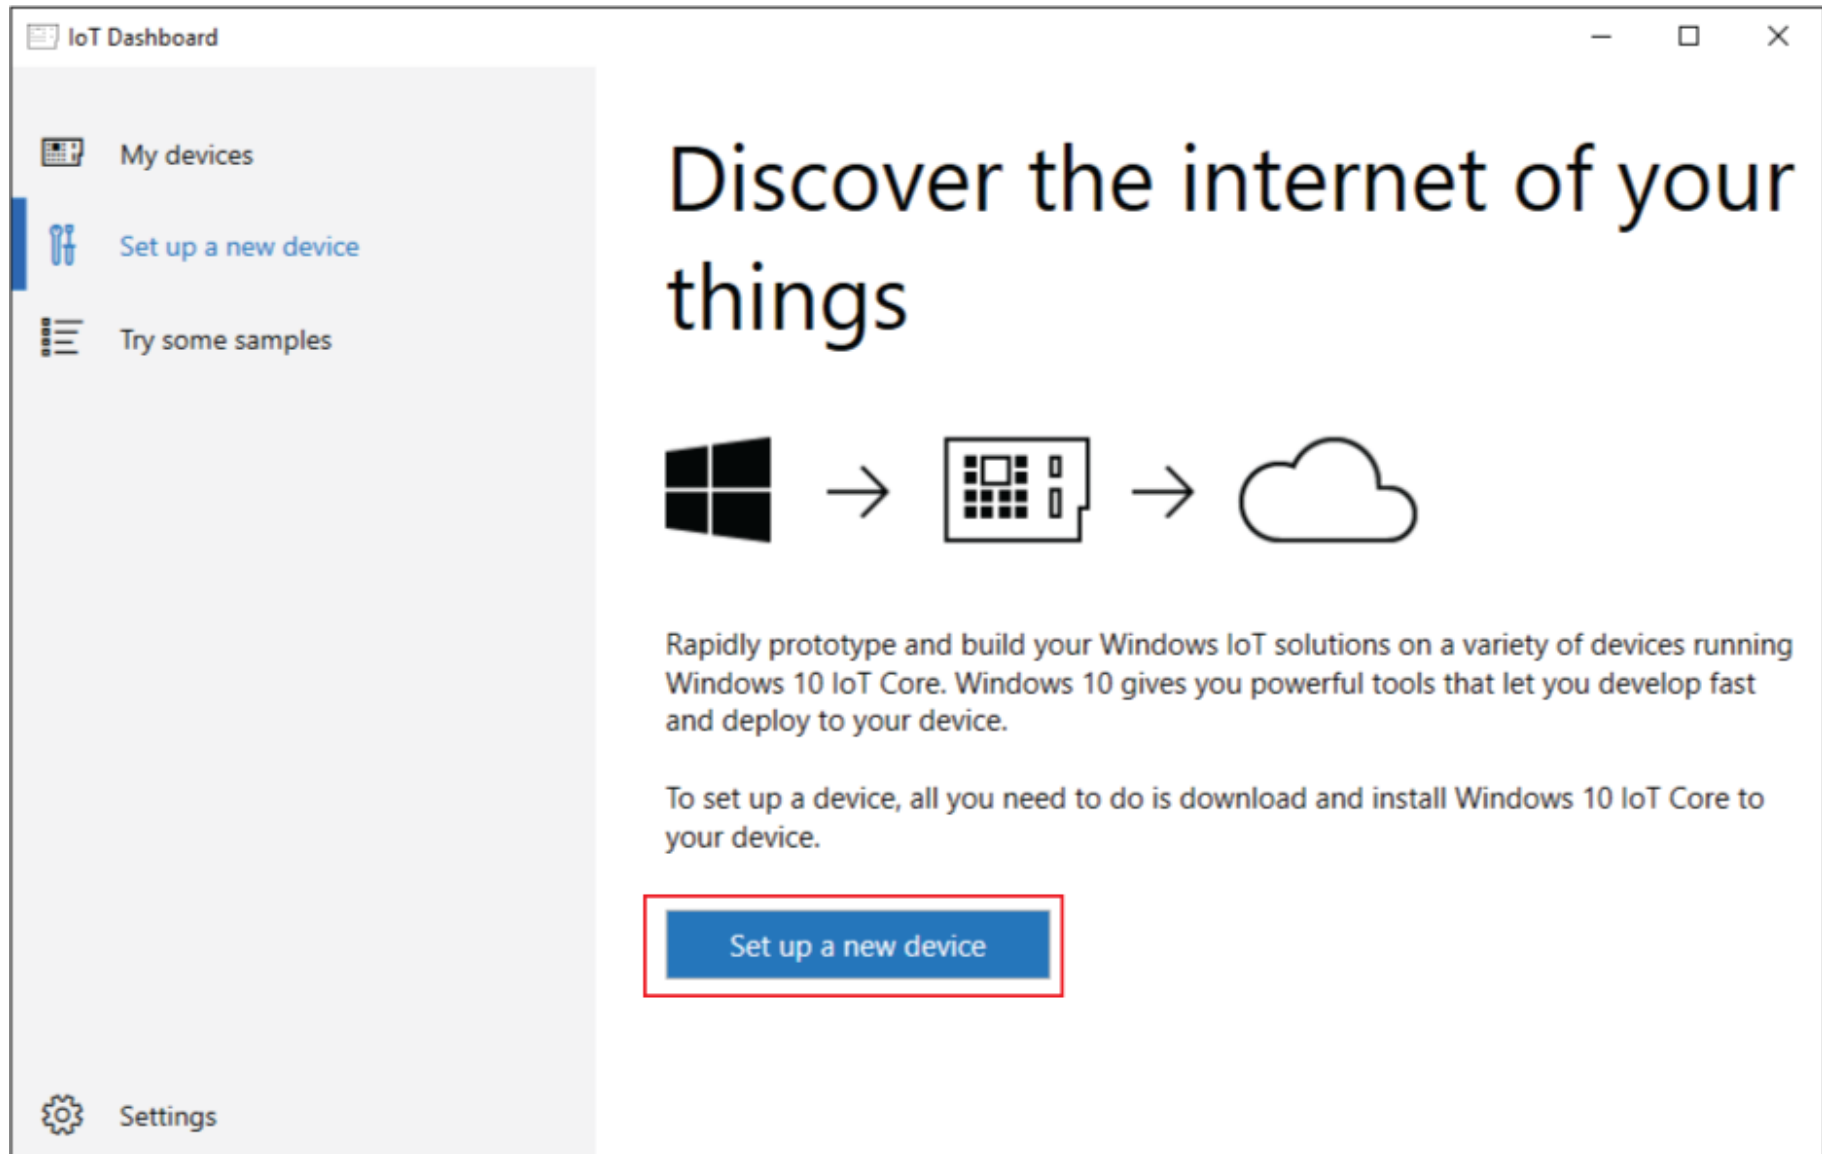 IoT Dashboard
My devices
Set up a new device
Try some samples
Settings
Discover the internet of your
things
Rapidly prototype and build your Windows IoT solutions on a variety of devices running
Windows 10 IoT Core. Windows 10 gives you powerful tools that let you develop fast
and deploy to your device.
To set up a device, all you need to do is download and install Windows 10 IoT Core to
your device.
Set up a new device